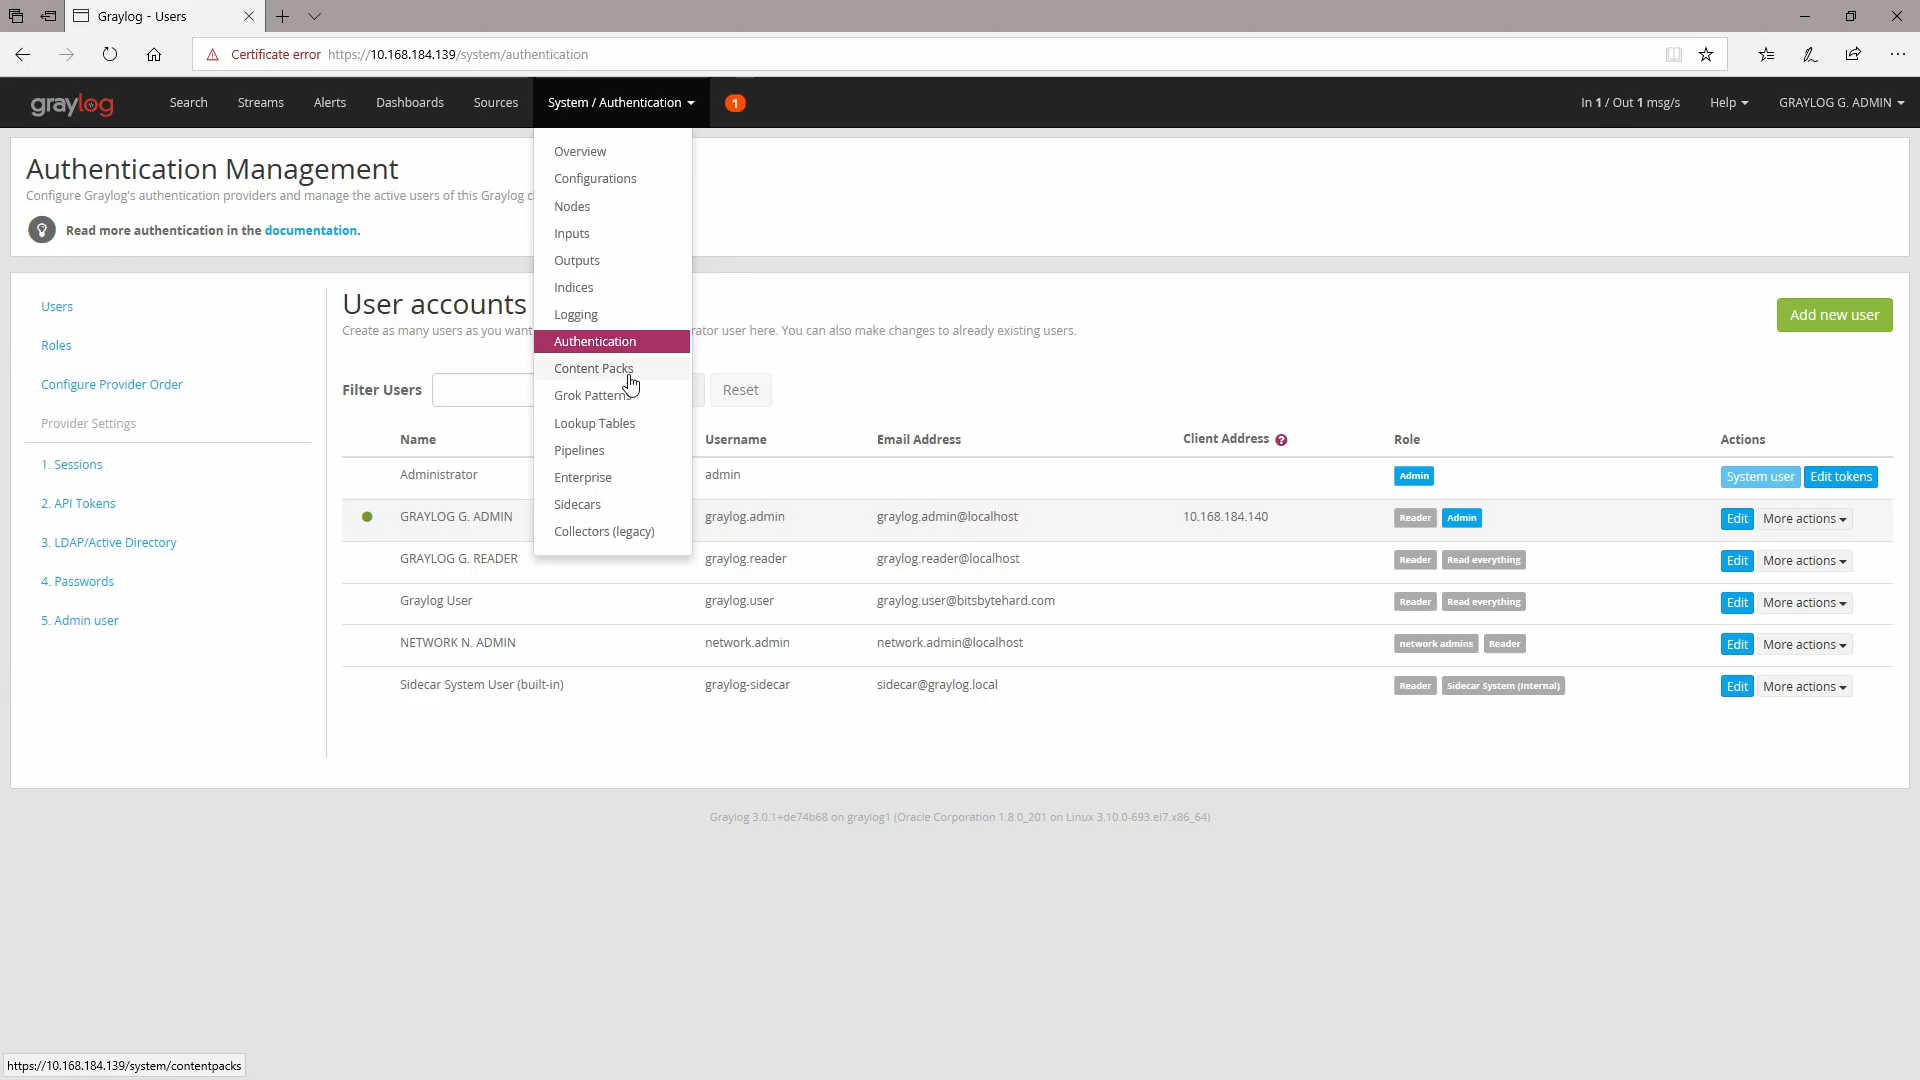 Graylog - Users
Certificate error https://10.168.184.139/system/authentication
graylog Search Streams Alerts Dashboards Sources System / Authentication 1 In 1 / Out 1 msg/s Help GRAYLOG G. ADMIN
Overview
Configurations
Nodes
Inputs
Outputs
Indices
Logging
Authentication
Content Packs
Grok Patterns
Lookup Tables
Pipelines
Enterprise
Sidecars
Collectors (legacy)
Authentication Management
Configure Graylog's authentication providers and manage the active users of this Graylog
Read more authentication in the documentation.
Users
Roles
Configure Provider Order
Provider Settings
1. Sessions
2. API Tokens
3. LDAP/Active Directory
4. Passwords
5. Admin user
User accounts
Add new user
Create as many users as you want rator user here. You can also make changes to already existing users.
Filter Users Reset
Name Username Email Address Client Address ? Role Actions
Administrator admin Admin System user Edit tokens
GRAYLOG G. ADMIN graylog.admin graylog.admin@localhost 10.168.184.140 Reader Admin Edit More actions
GRAYLOG G. READER graylog.reader graylog.reader@localhost Reader Read everything Edit More actions
Graylog User graylog.user graylog.user@bitsbytehard.com Reader Read everything Edit More actions
NETWORK N. ADMIN network.admin network.admin@localhost network admins Reader Edit More actions
Sidecar System User (built-in) graylog-sidecar sidecar@graylog.local Reader Sidecar System (Internal) Edit More actions
Graylog 3.0.1+de74b68 on graylog1 (Oracle Corporation 1.8.0_201 on Linux 3.10.0-693.el7.x86_64)
https://10.168.184.139/system/contentpacks